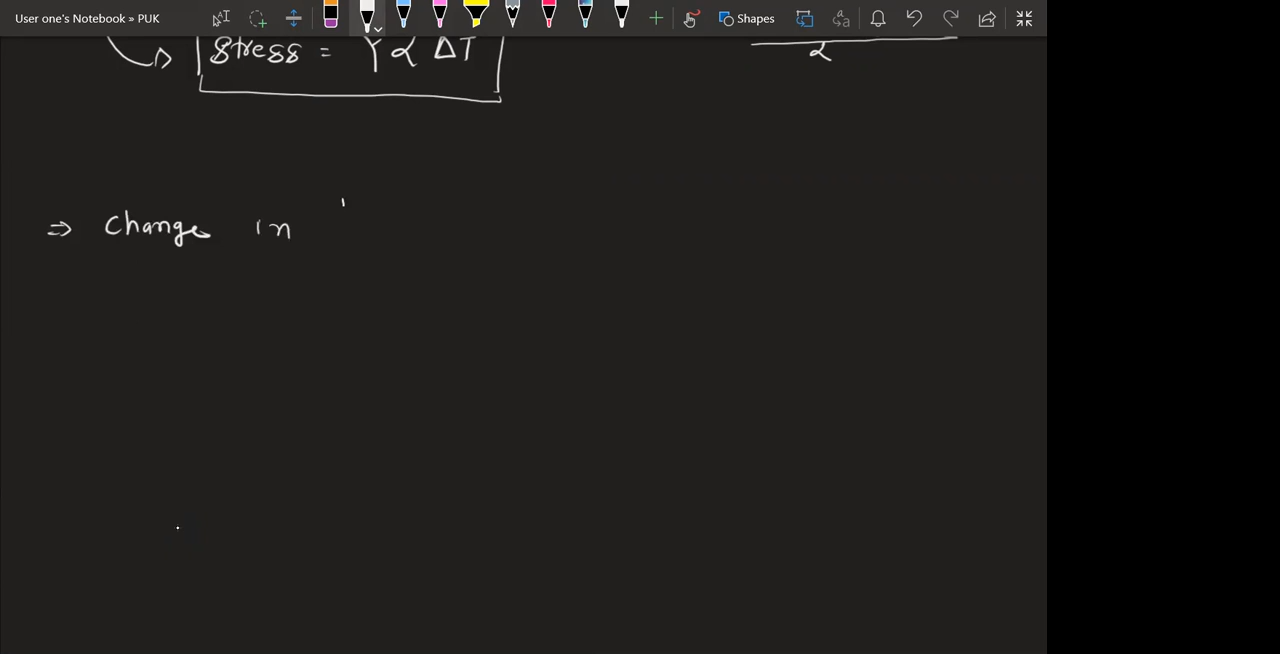 User one's Notebook » PUK
Shapes
Stress = Y α ΔT
α
⇒ Change in